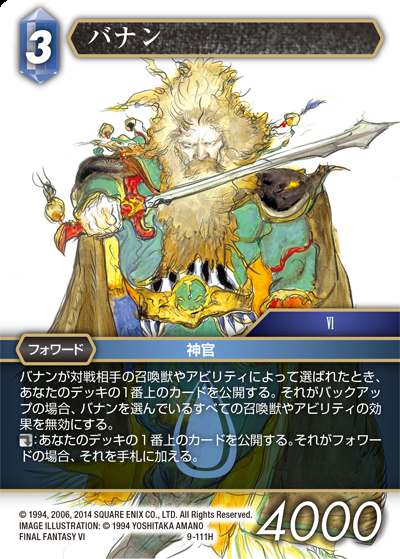 3
バナン
VI
フォワード
神官
バナンが対戦相手の召喚獣やアビリティによって選ばれたとき、
あなたのデッキの1番上のカードを公開する。それがバックアッ
プの場合、バナンを選んでいるすべての召喚獣やアビリティの効
果を無効にする。
:あなたのデッキの1番上のカードを公開する。それがフォワー
ドの場合、それを手札に加える。
© 1994, 2006, 2014 SQUARE ENIX CO., LTD. All Rights Reserved.
IMAGE ILLUSTRATION: © 1994 YOSHITAKA AMANO
FINAL FANTASY VI
9-111H
4000